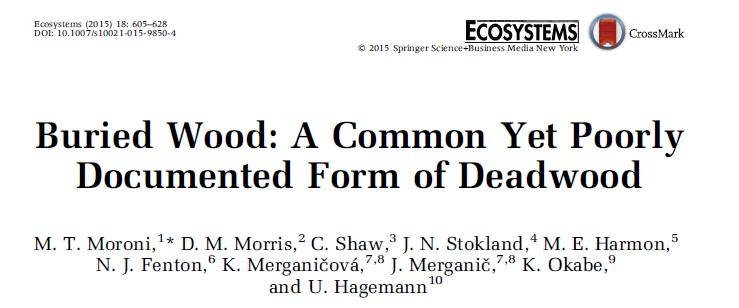 Ecosystems (2015) 18: 605–628
DOI: 10.1007/s10021-015-9850-4
ECOSYSTEMS
CrossMark
© 2015 Springer Science+Business Media New York
Buried Wood: A Common Yet Poorly
Documented Form of Deadwood
M. T. Moroni,1* D. M. Morris,2 C. Shaw,3 J. N. Stokland,4 M. E. Harmon,5
N. J. Fenton,6 K. Merganičová,7,8 J. Merganič,7,8 K. Okabe,9
and U. Hagemann10